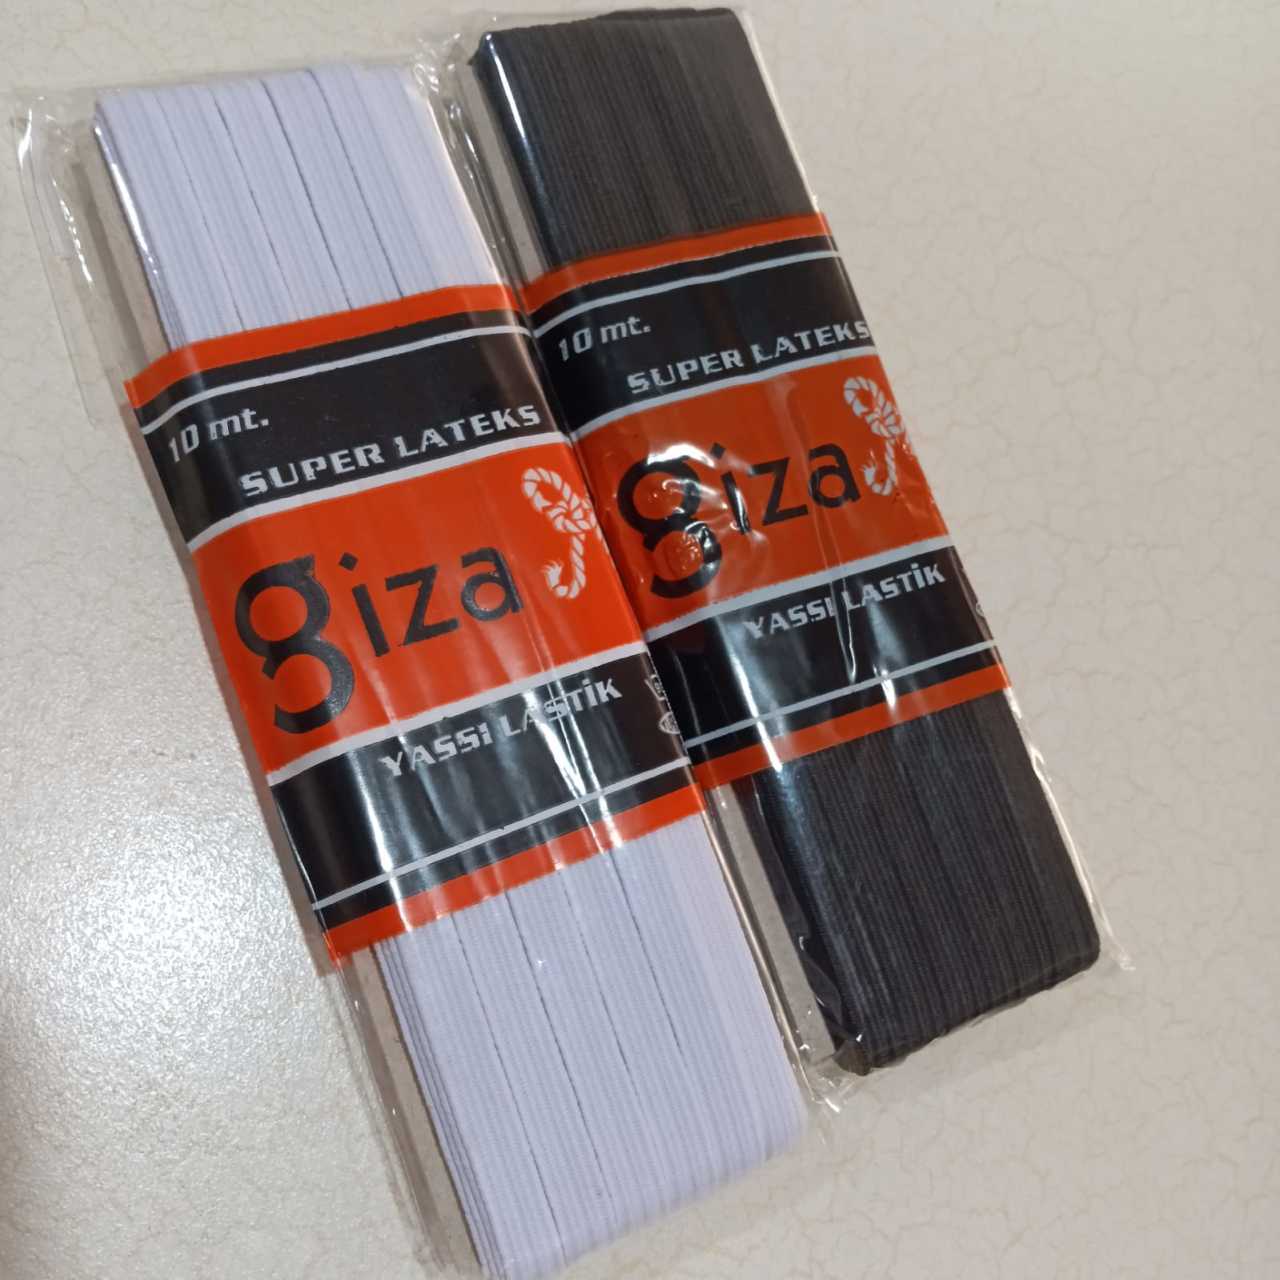 10 mt.
SUPER LATEKS
giza
YASSI LASTİK
10 mt.
SUPER LATEKS
giza
YASSI LASTİK